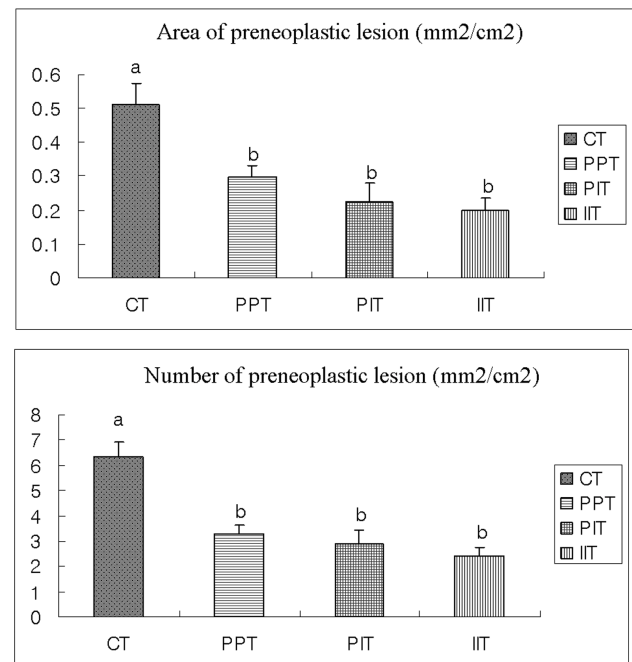 Area of preneoplastic lesion (mm2/cm2)
0.6
0.5
0.4
0.3
0.2
0.1
0
a
b
b
b
CT
PPT
PIT
IIT
CT
PPT
PIT
IIT
Number of preneoplastic lesion (mm2/cm2)
8
7
6
5
4
3
2
1
0
a
b
b
b
CT
PPT
PIT
IIT
CT
PPT
PIT
IIT